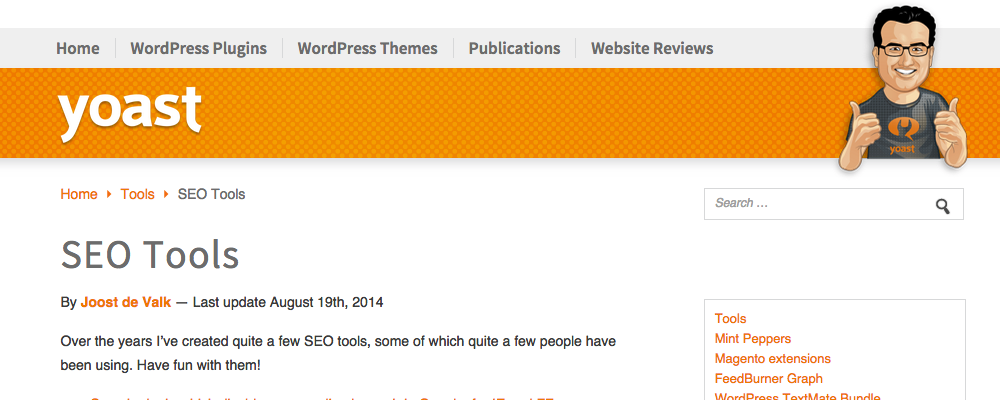 Home WordPress Plugins WordPress Themes Publications Website Reviews
yoast
yoast
Home Tools SEO Tools
Search ...
SEO Tools
By Joost de Valk — Last update August 19th, 2014
Over the years I've created quite a few SEO tools, some of which quite a few people have
been using. Have fun with them!
Tools
Mint Peppers
Magento extensions
FeedBurner Graph
WordPress TextMate Bundle